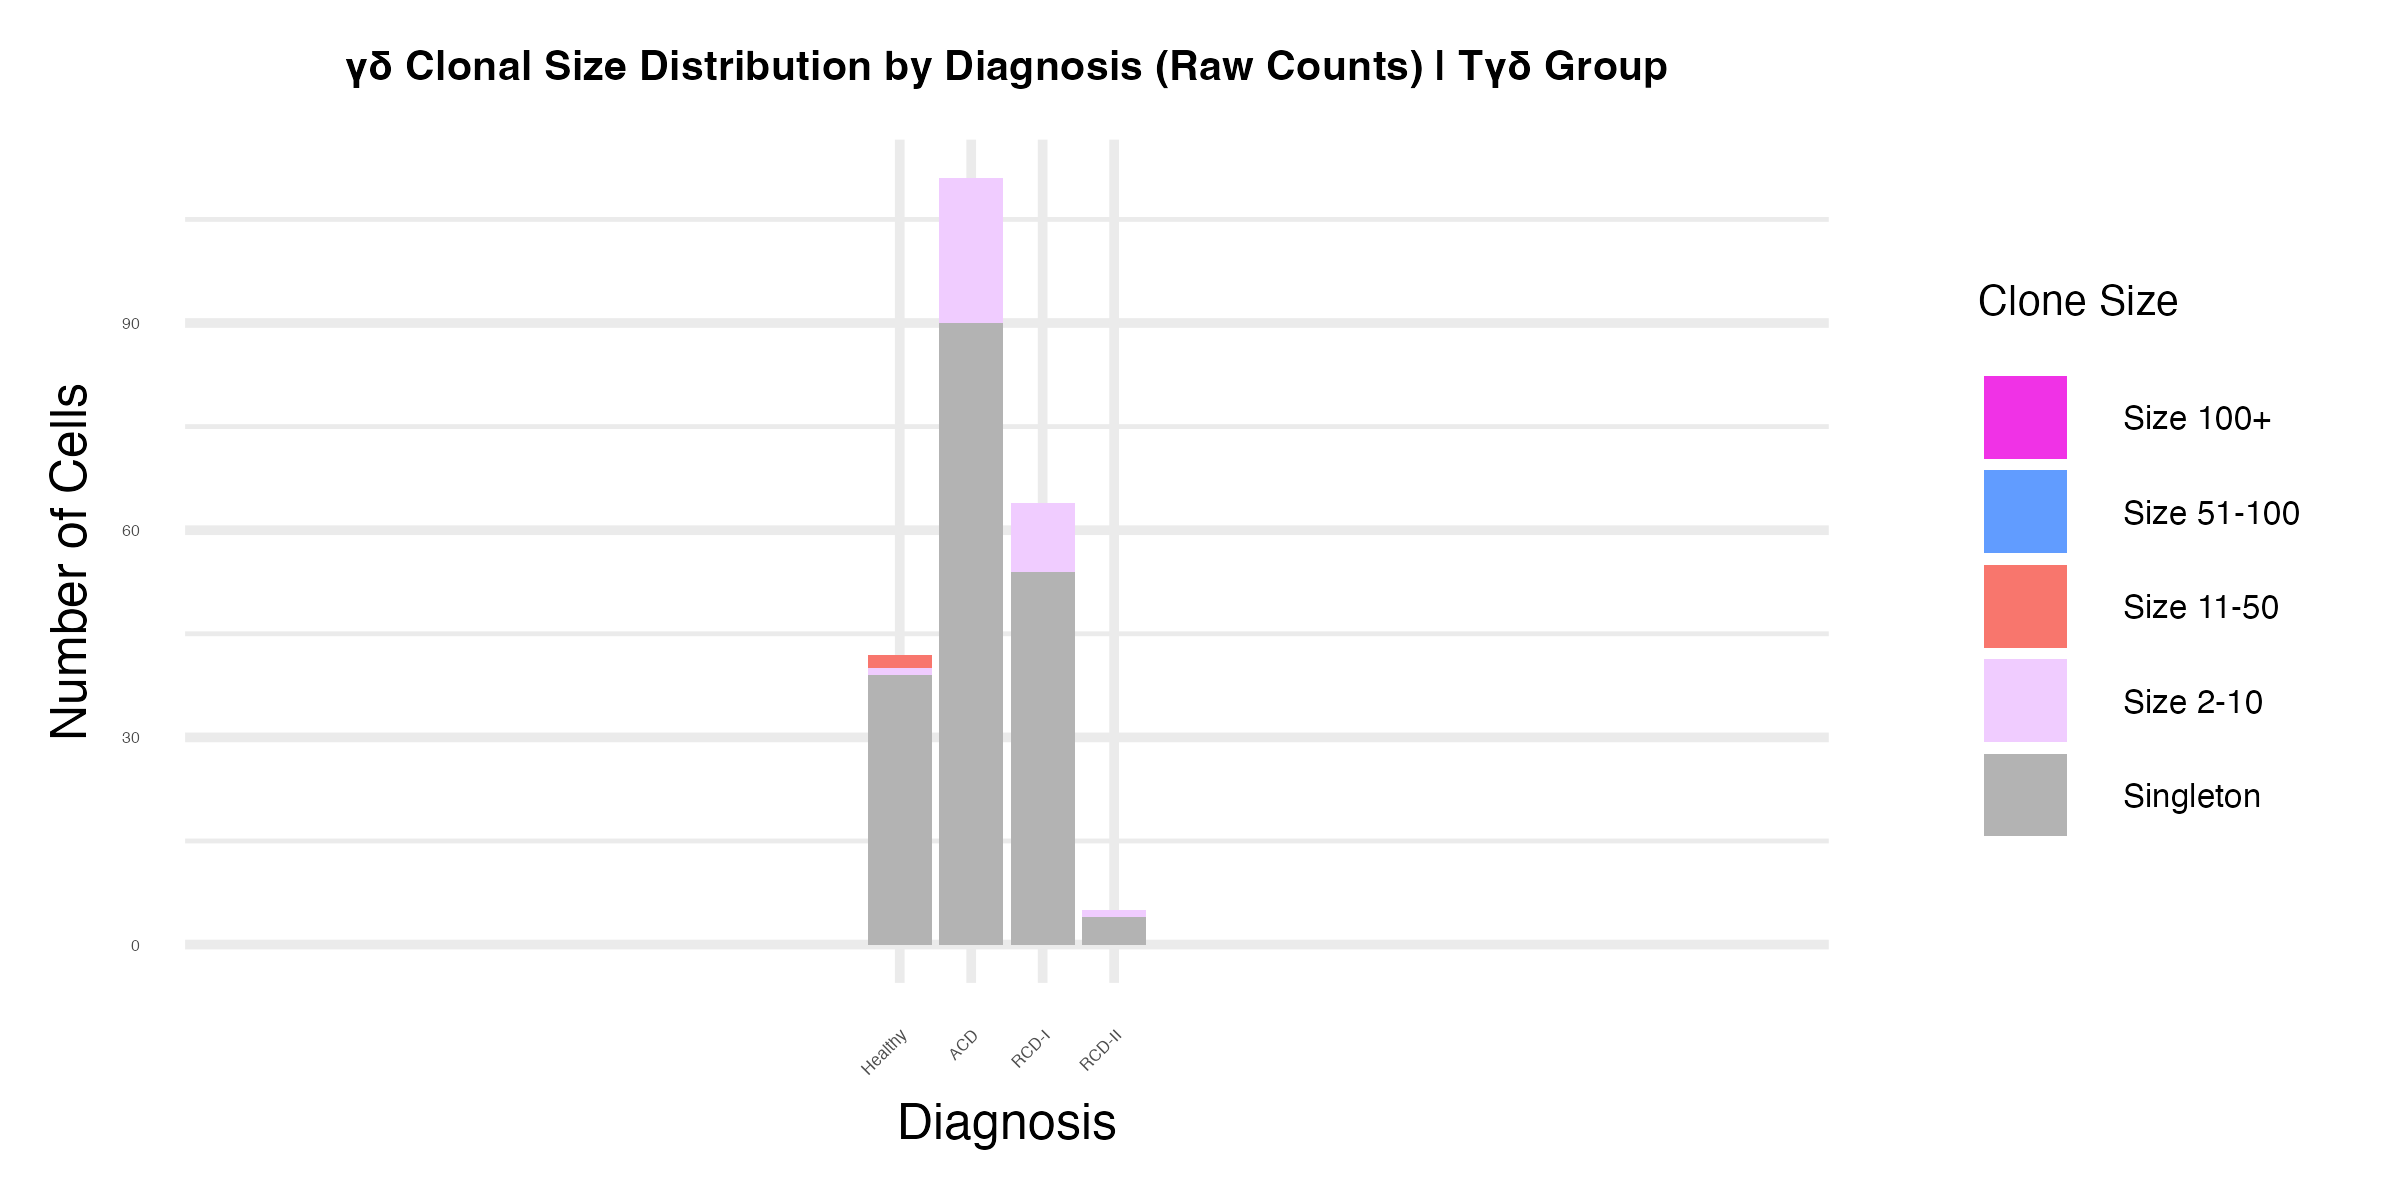 γδ Clonal Size Distribution by Diagnosis (Raw Counts) | Tγδ Group
Number of Cells
90
60
30
0
Healthy
ACD
RCD-I
RCD-II
Diagnosis
Clone Size
Size 100+
Size 51-100
Size 11-50
Size 2-10
Singleton